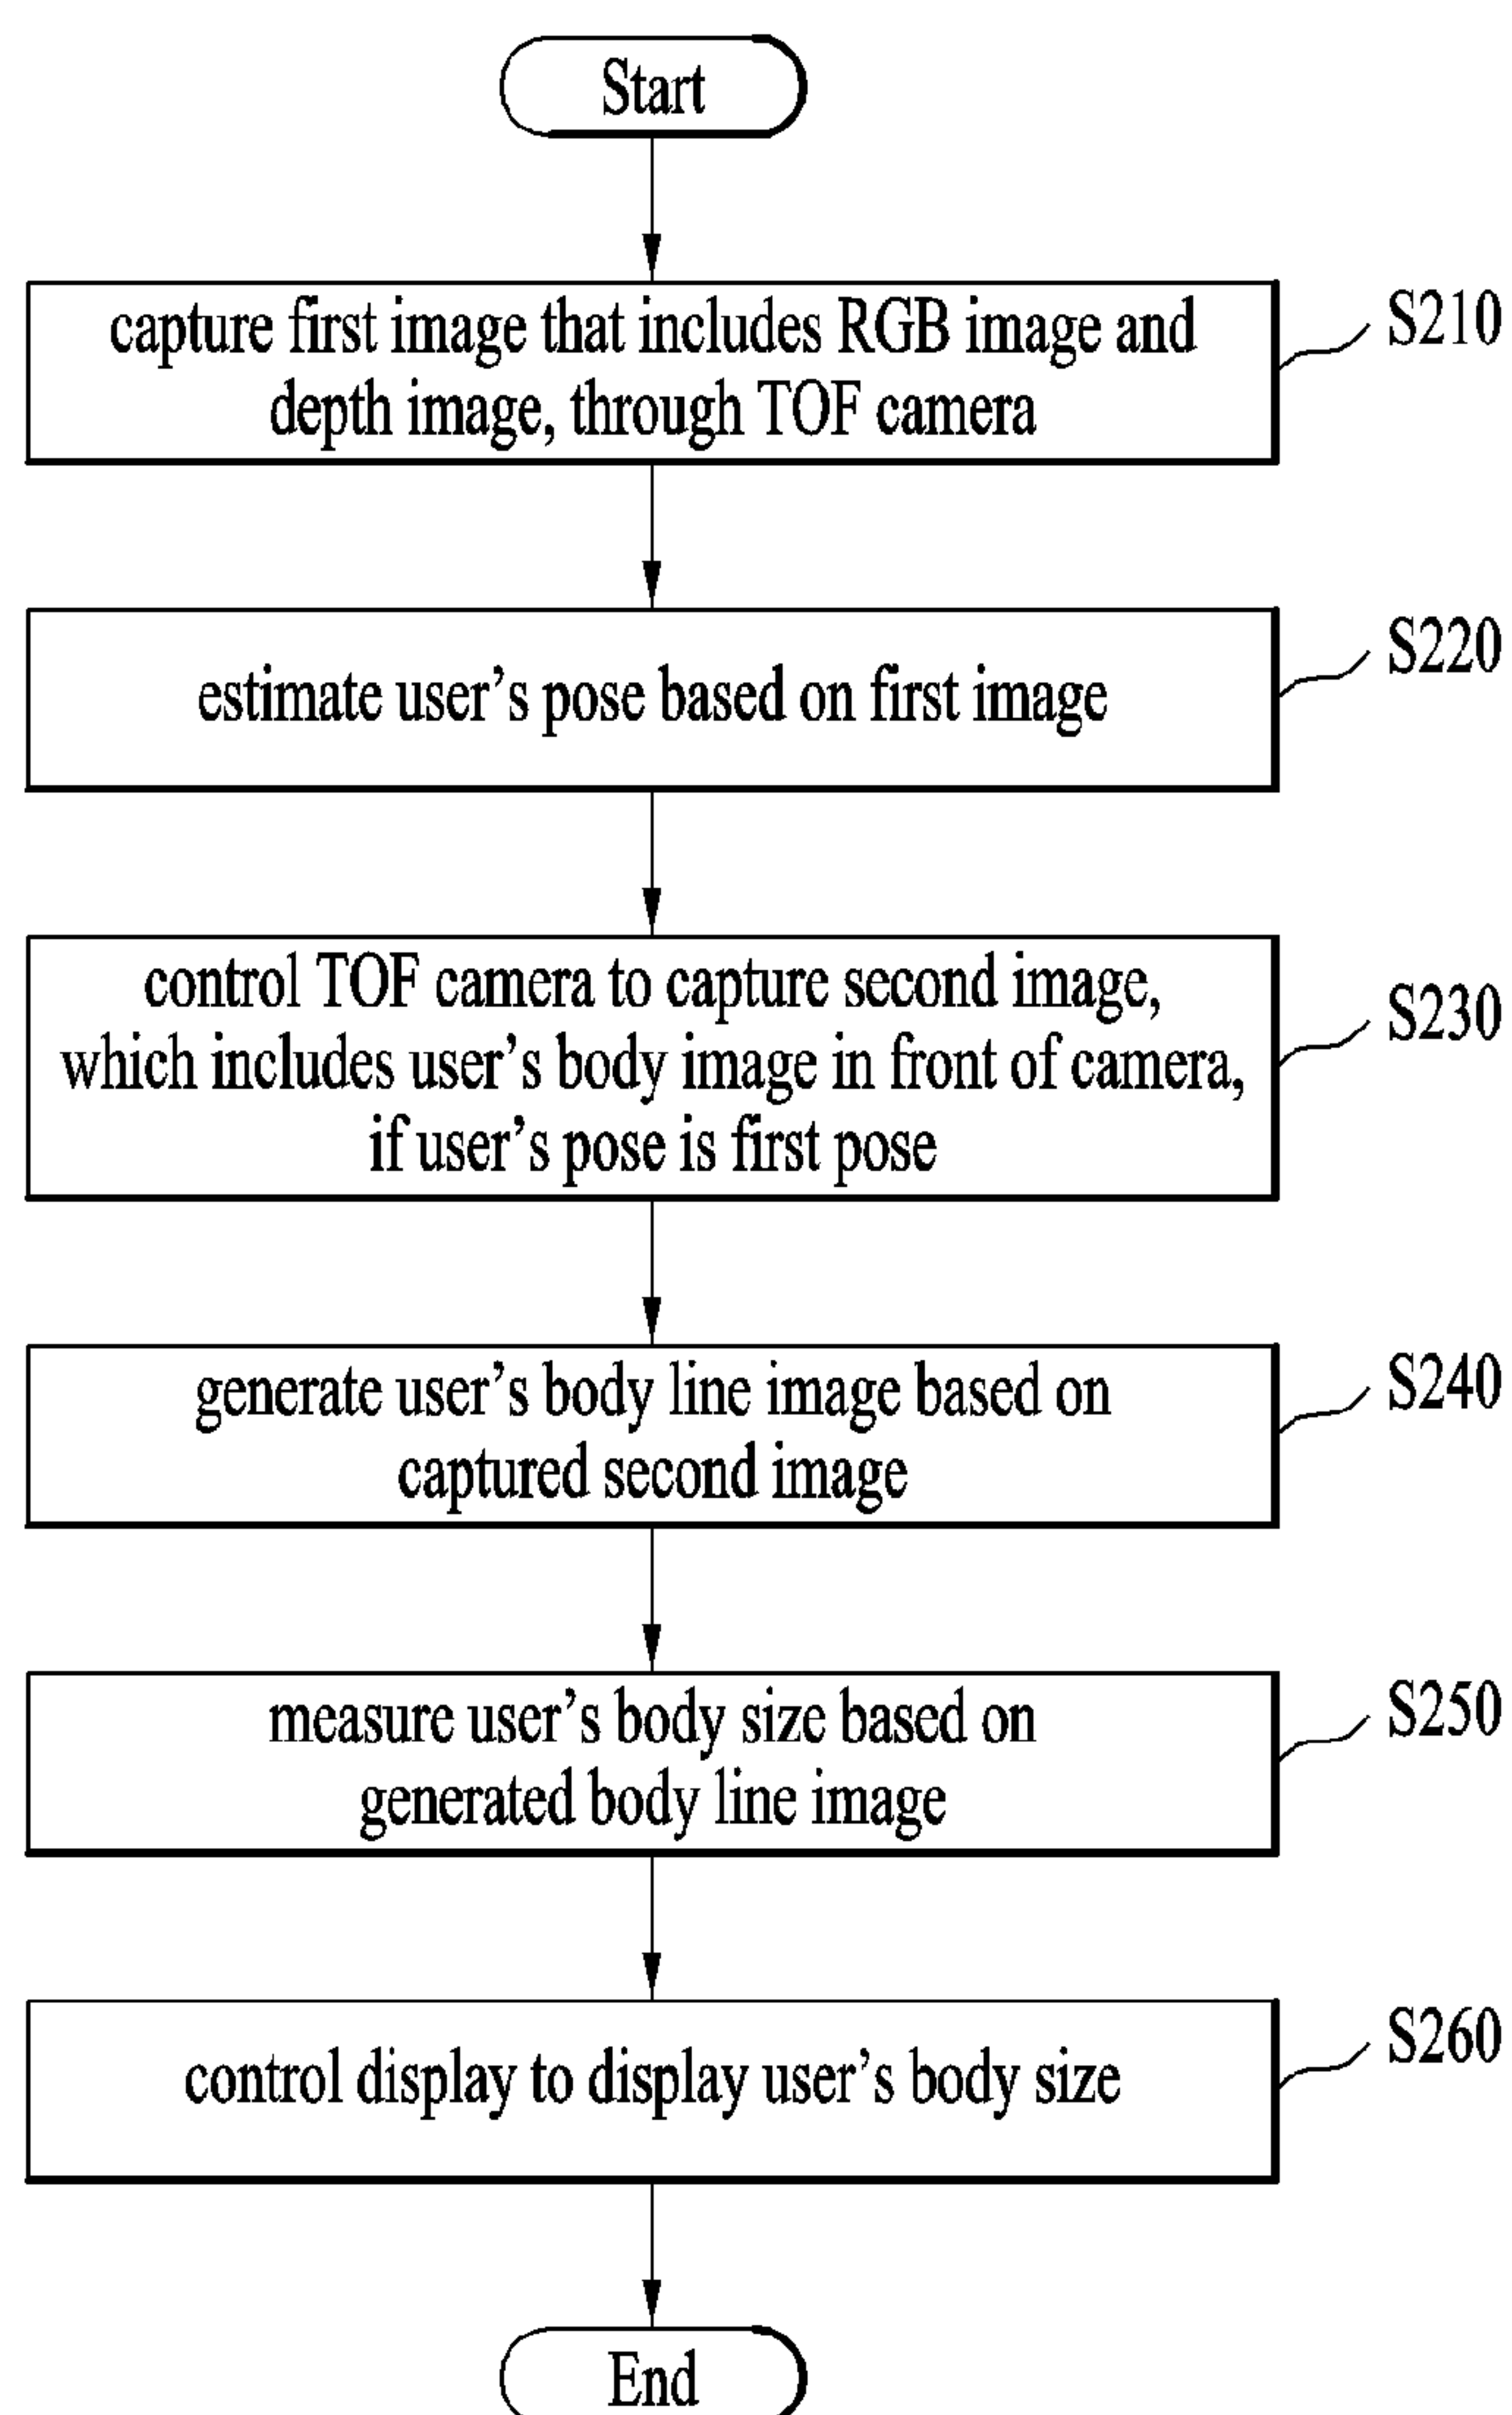 Start
capture first image that includes RGB image and
depth image, through TOF camera
S210
estimate user’s pose based on first image
S220
control TOF camera to capture second image,
which includes user’s body image in front of camera,
if user’s pose is first pose
S230
generate user’s body line image based on
captured second image
S240
measure user’s body size based on
generated body line image
S250
control display to display user’s body size
S260
End